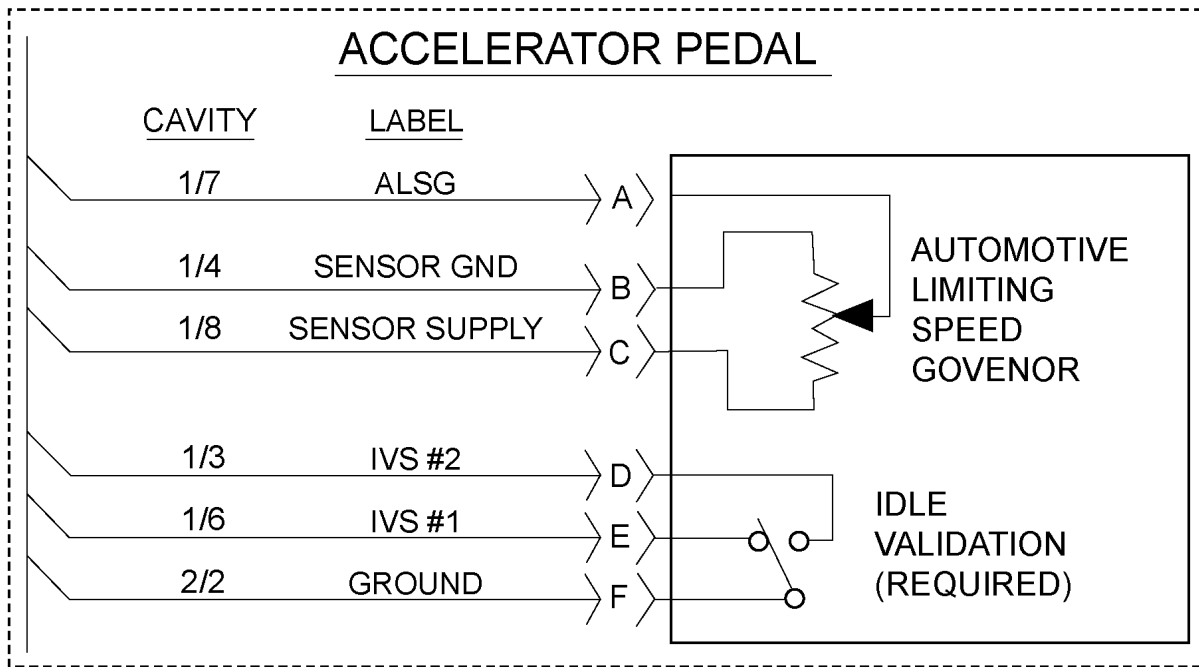 ACCELERATOR PEDAL
CAVITY LABEL
1/7 ALSG A
1/4 SENSOR GND B
1/8 SENSOR SUPPLY C
AUTOMOTIVE
LIMITING
SPEED
GOVENOR
1/3 IVS #2 D
1/6 IVS #1 E
2/2 GROUND F
IDLE
VALIDATION
(REQUIRED)